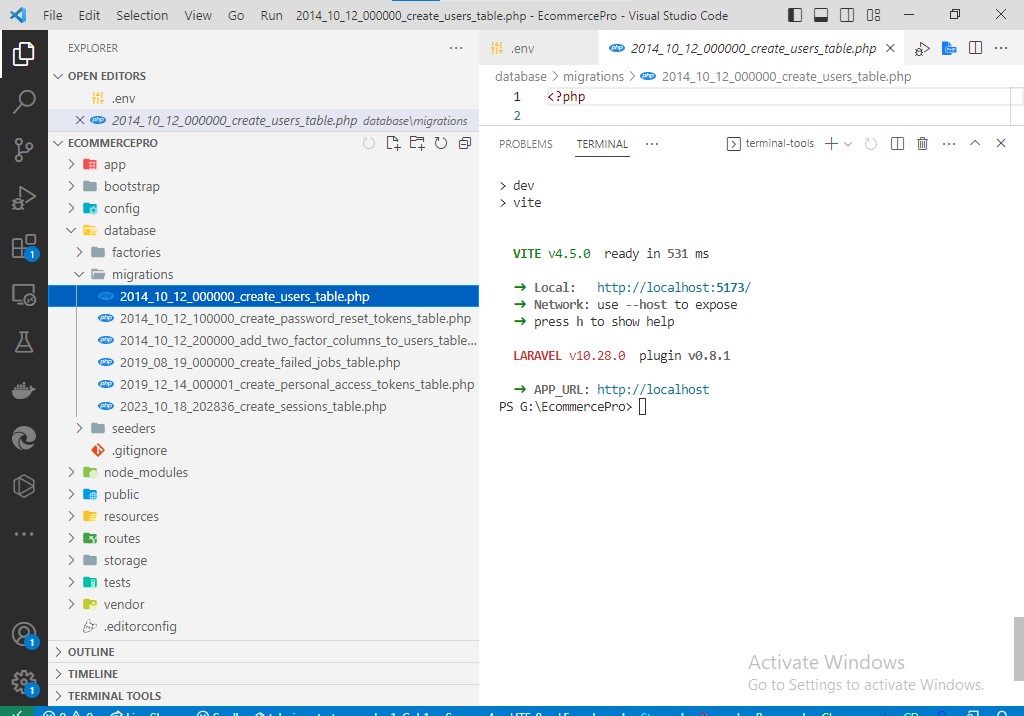 File Edit Selection View Go Run 2014_10_12_000000_create_users_table.php - EcommercePro - Visual Studio Code
EXPLORER
OPEN EDITORS
.env
2014_10_12_000000_create_users_table.php database\migrations
ECOMMERCEPRO
app
bootstrap
config
database
factories
migrations
2014_10_12_000000_create_users_table.php
2014_10_12_100000_create_password_reset_tokens_table.php
2014_10_12_200000_add_two_factor_columns_to_users_table...
2019_08_19_000000_create_failed_jobs_table.php
2019_12_14_000001_create_personal_access_tokens_table.php
2023_10_18_202836_create_sessions_table.php
seeders
.gitignore
node_modules
public
resources
routes
storage
tests
vendor
.editorconfig
OUTLINE
TIMELINE
TERMINAL TOOLS
.env 2014_10_12_000000_create_users_table.php
database > migrations > 2014_10_12_000000_create_users_table.php
1 <?php
2
PROBLEMS TERMINAL ... terminal-tools
> dev
> vite
VITE v4.5.0 ready in 531 ms
➜ Local: http://localhost:5173/
➜ Network: use --host to expose
➜ press h to show help
LARAVEL v10.28.0 plugin v0.8.1
➜ APP_URL: http://localhost
PS G:\EcommercePro>
Activate Windows
Go to Settings to activate Windows.
1
1
1